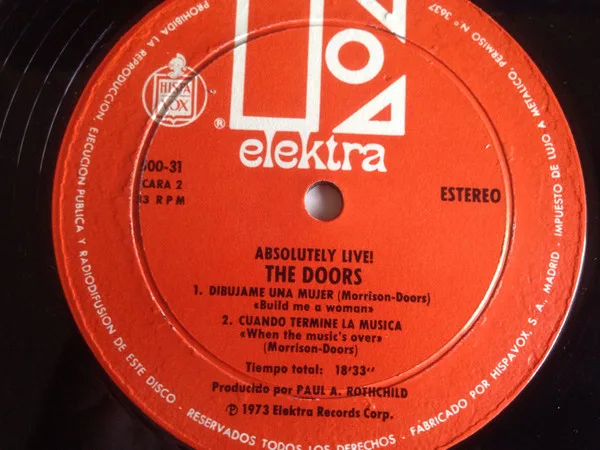 elektra
®
HISPA
VOX
00-31
CARA 2
33 RPM
ESTEREO
ABSOLUTELY LIVE!
THE DOORS
1. DIBUJAME UNA MUJER (Morrison-Doors)
«Build me a woman»
2. CUANDO TERMINE LA MUSICA
«When the music's over»
(Morrison-Doors)
Tiempo total: 18'33''
Producido por PAUL A. ROTHCHILD
℗ 1973 Elektra Records Corp.
PROHIBIDA LA REPRODUCCION, EJECUCION PUBLICA Y RADIODIFUSION DE ESTE DISCO - RESERVADOS TODOS LOS DERECHOS - FABRICADO POR HISPAVOX, S. A., MADRID - IMPUESTO DE LUJO A METALICO, PERMISO N.º 3637